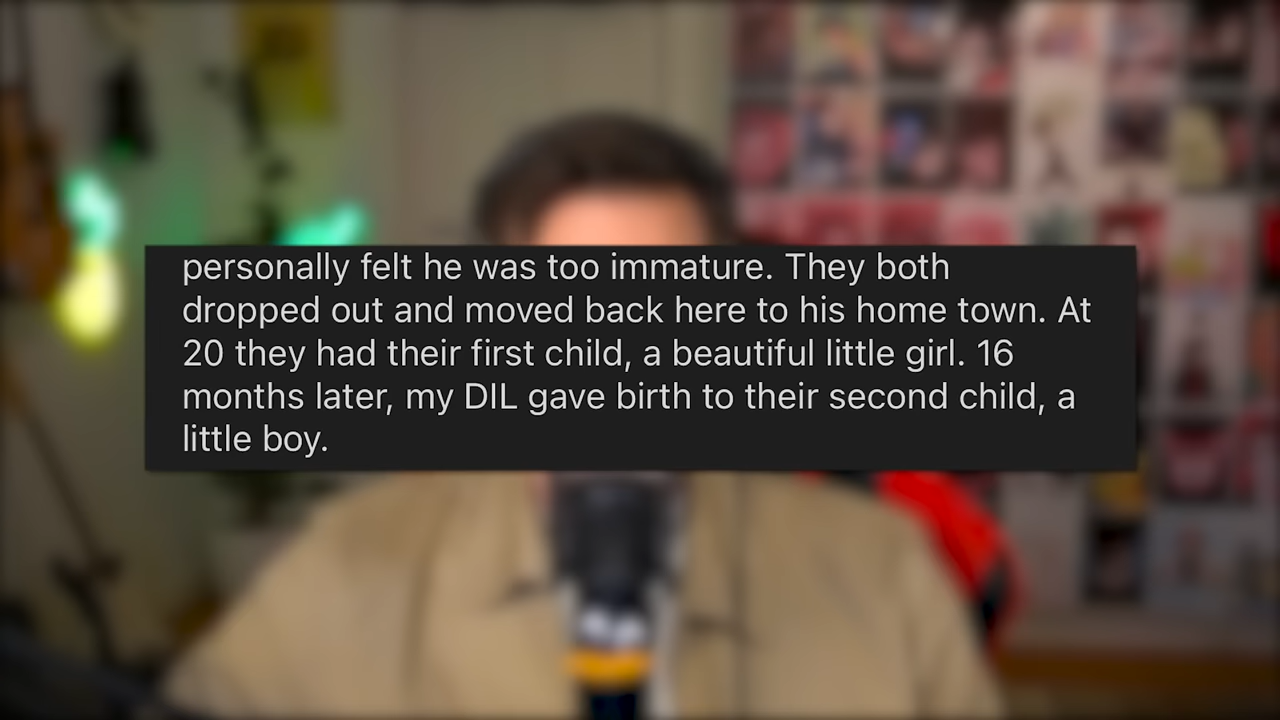 personally felt he was too immature. They both
dropped out and moved back here to his home town. At
20 they had their first child, a beautiful little girl. 16
months later, my DIL gave birth to their second child, a
little boy.